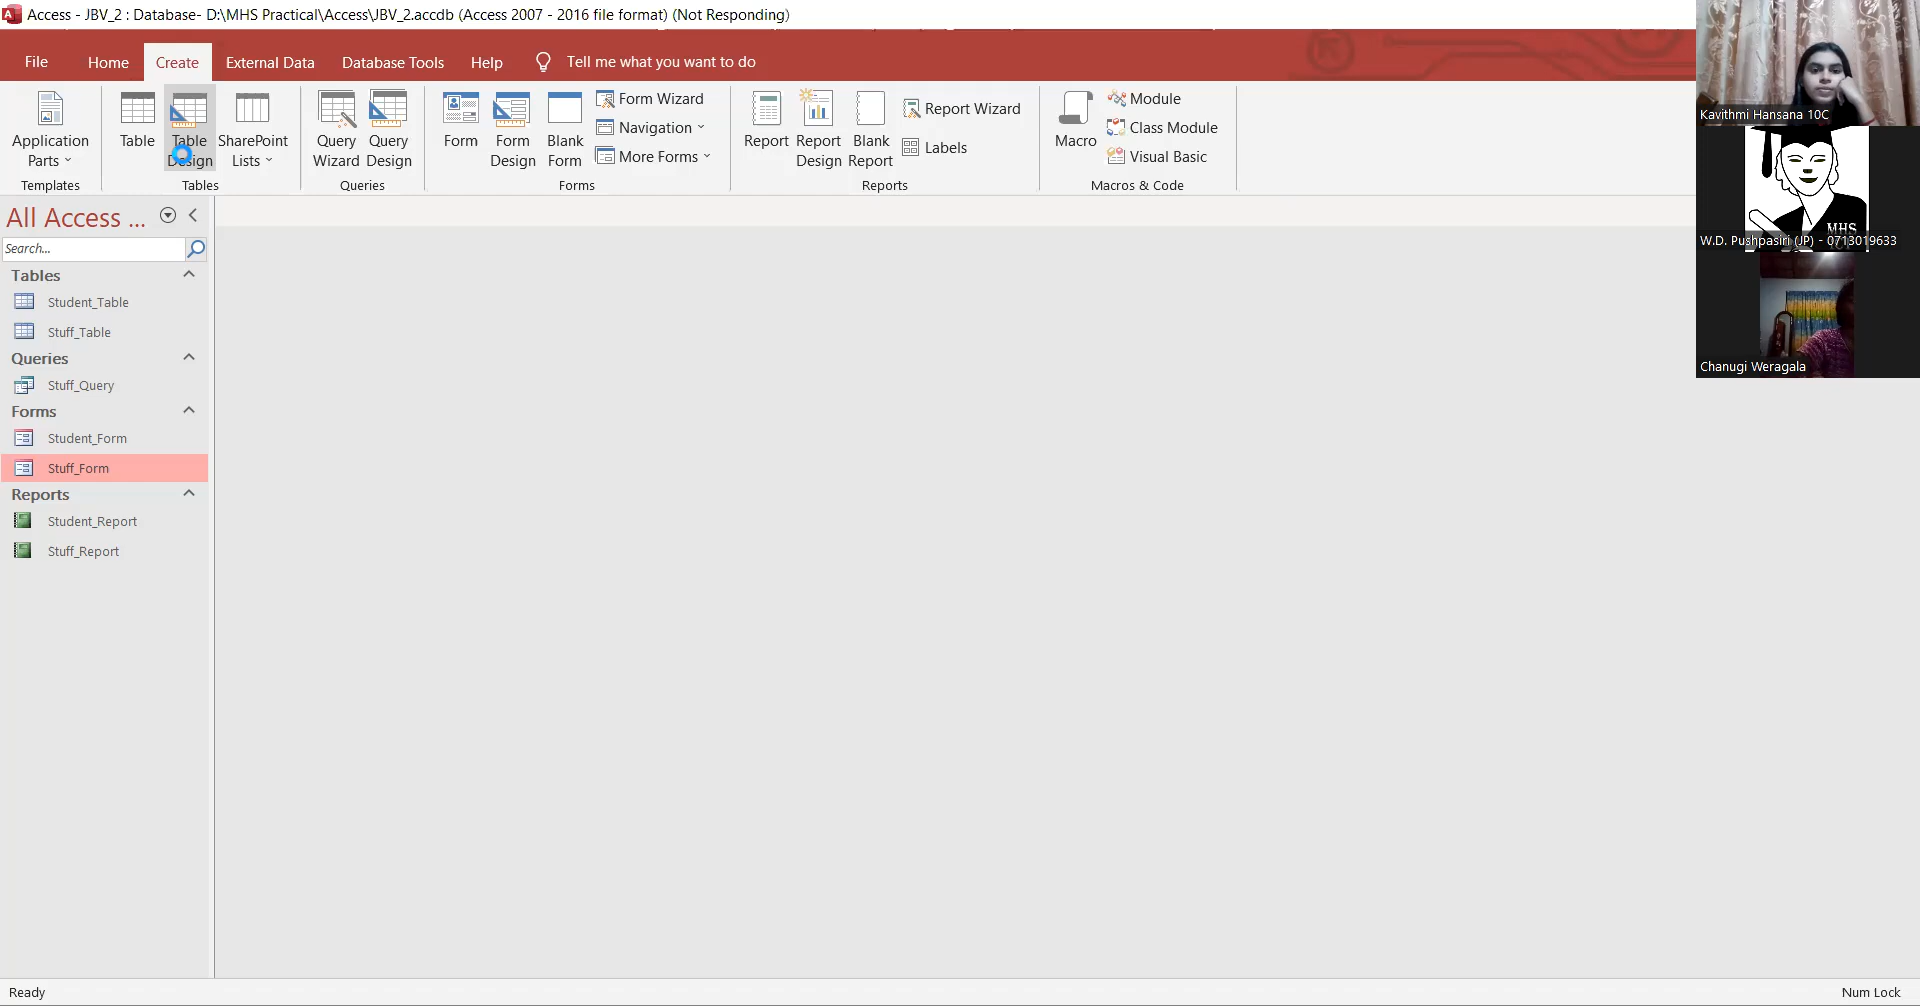 Access - JBV_2 : Database- D:\MHS Practical\Access\JBV_2.accdb (Access 2007 - 2016 file format) (Not Responding)
File Home Create External Data Database Tools Help Tell me what you want to do
Application Parts
Table
Table Design
SharePoint Lists
Query Wizard
Query Design
Form
Form Design
Blank Form
Form Wizard
Navigation
More Forms
Report
Report Design
Blank Report
Report Wizard
Labels
Macro
Module
Class Module
Visual Basic
Templates Tables Queries Forms Reports Macros & Code
All Access ...
Search...
Tables
Student_Table
Stuff_Table
Queries
Stuff_Query
Forms
Student_Form
Stuff_Form
Reports
Student_Report
Stuff_Report
Kavithmi Hansana 10C
MHS
W.D. Pushpasiri (JP) - 0713019633
Chanugi Weragala
Ready
Num Lock